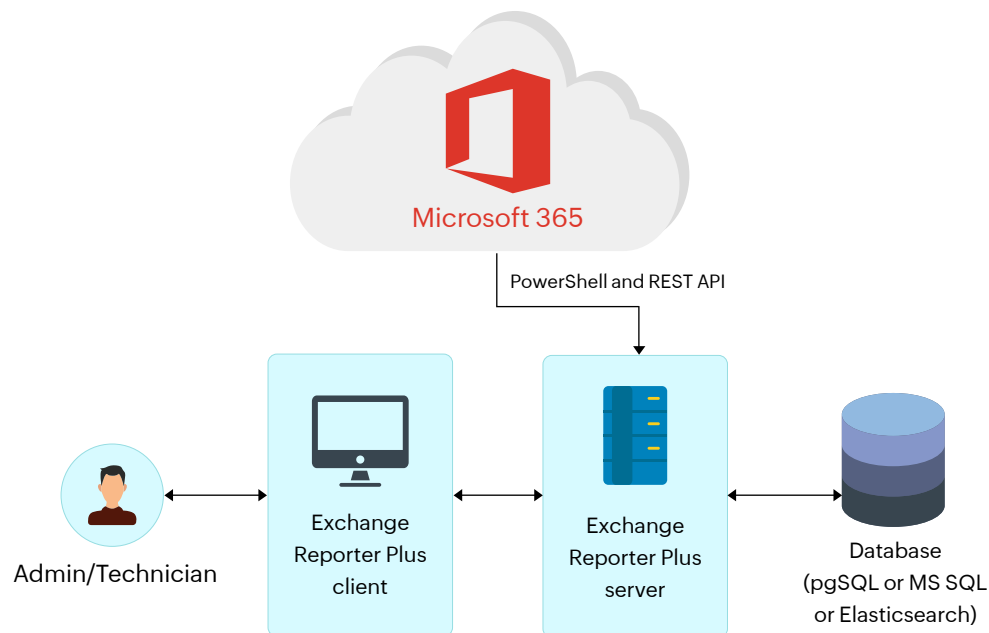 Microsoft 365
PowerShell and REST API
Exchange
Reporter Plus
client
Exchange
Reporter Plus
server
Admin/Technician
Database
(pgSQL or MS SQL
or Elasticsearch)